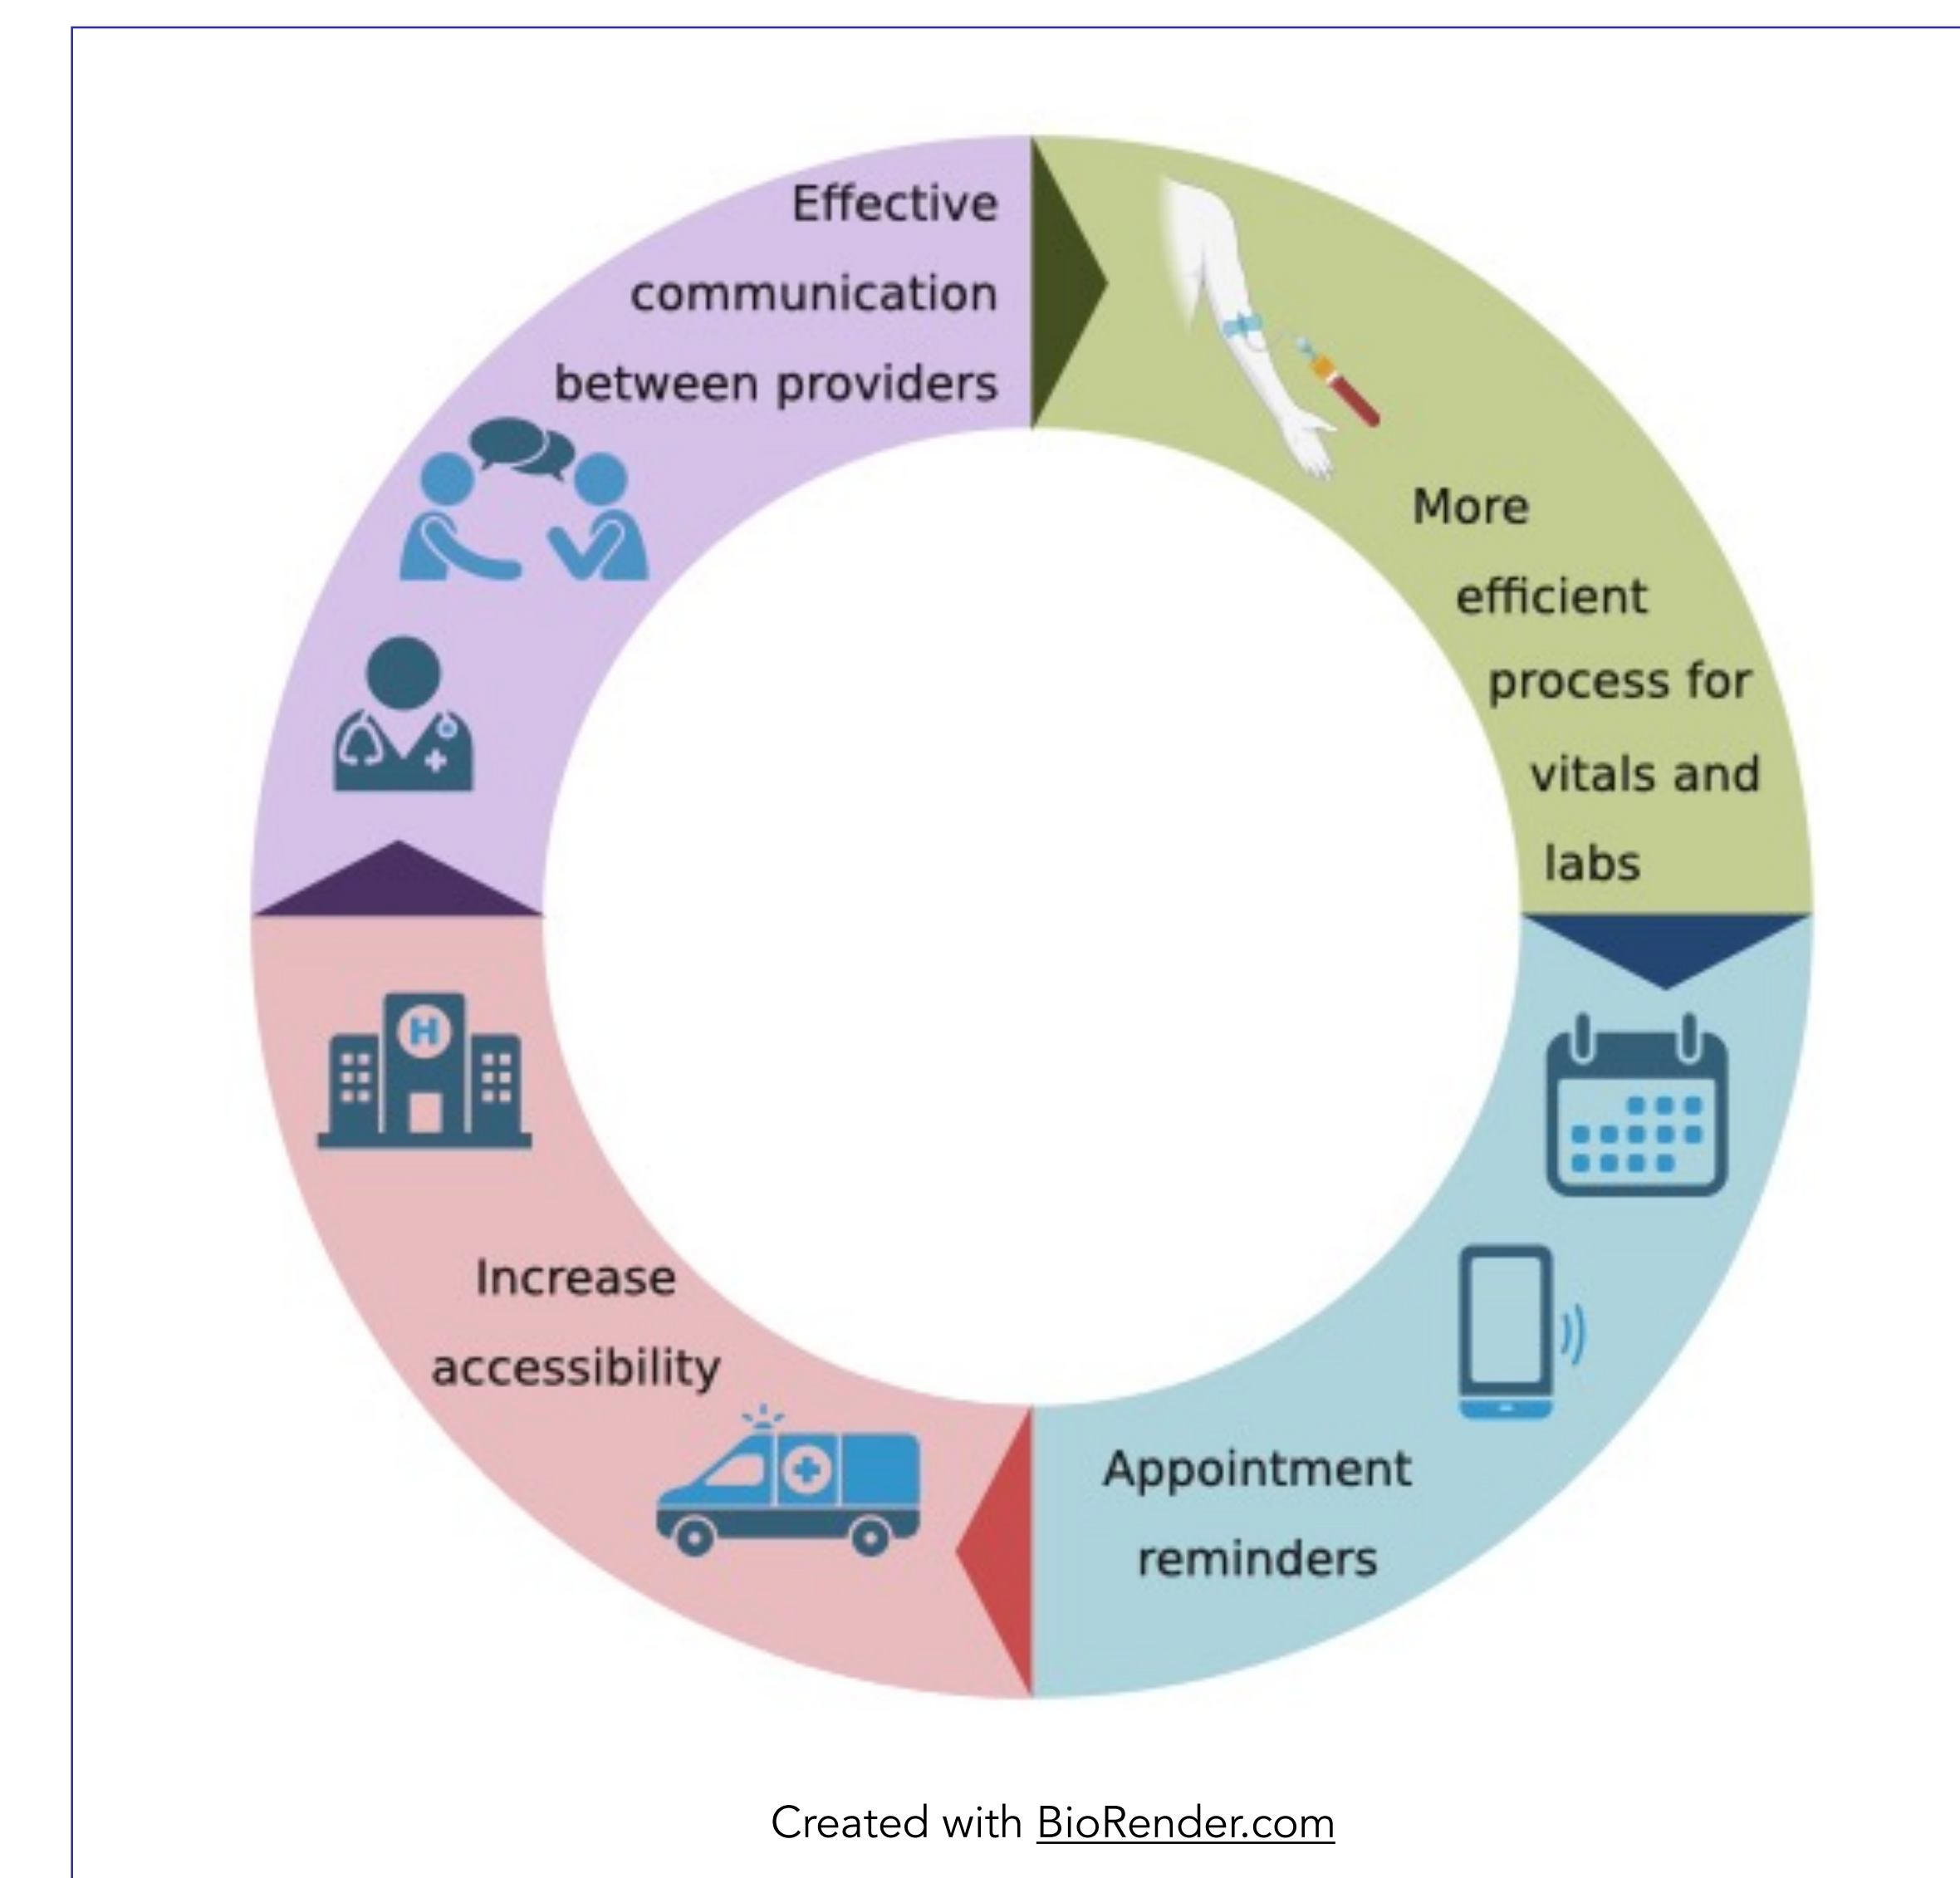 Effective
communication
between providers
More
efficient
process for
vitals and
labs
H
Increase
accessibility
Appointment
reminders
Created with BioRender.com